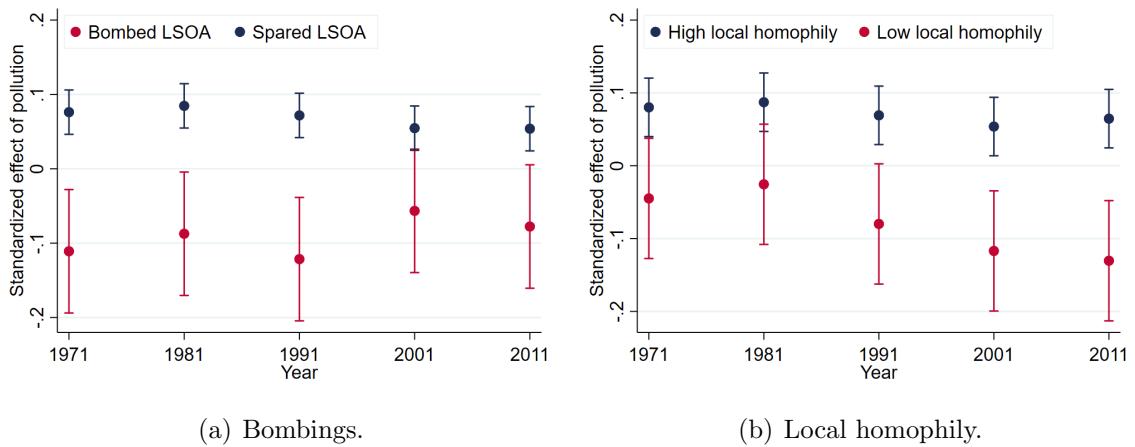 .2
.1
0
-.1
-.2
Standardized effect of pollution
Bombed LSOA Spared LSOA
1971 1981 1991 2001 2011
Year
(a) Bombings.
.2
.1
0
-.1
-.2
Standardized effect of pollution
High local homophily Low local homophily
1971 1981 1991 2001 2011
Year
(b) Local homophily.